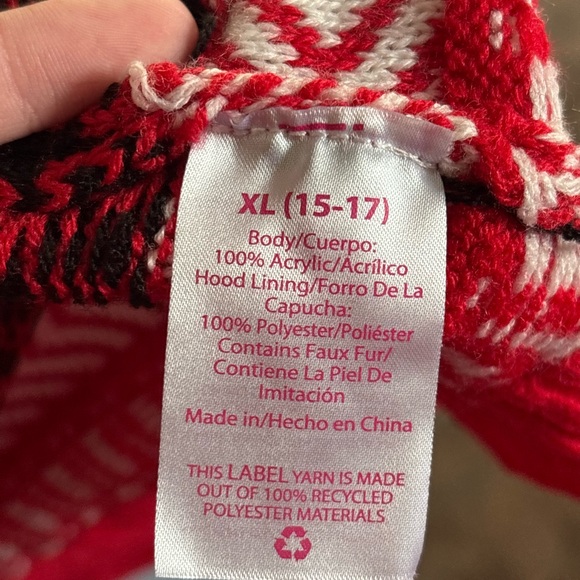 XL (15-17)
Body/Cuerpo:
100% Acrylic/Acrílico
Hood Lining/Forro De La
Capucha:
100% Polyester/Poliéster
Contains Faux Fur/
Contiene La Piel De
Imitación
Made in/Hecho en China
THIS LABEL YARN IS MADE
OUT OF 100% RECYCLED
POLYESTER MATERIALS